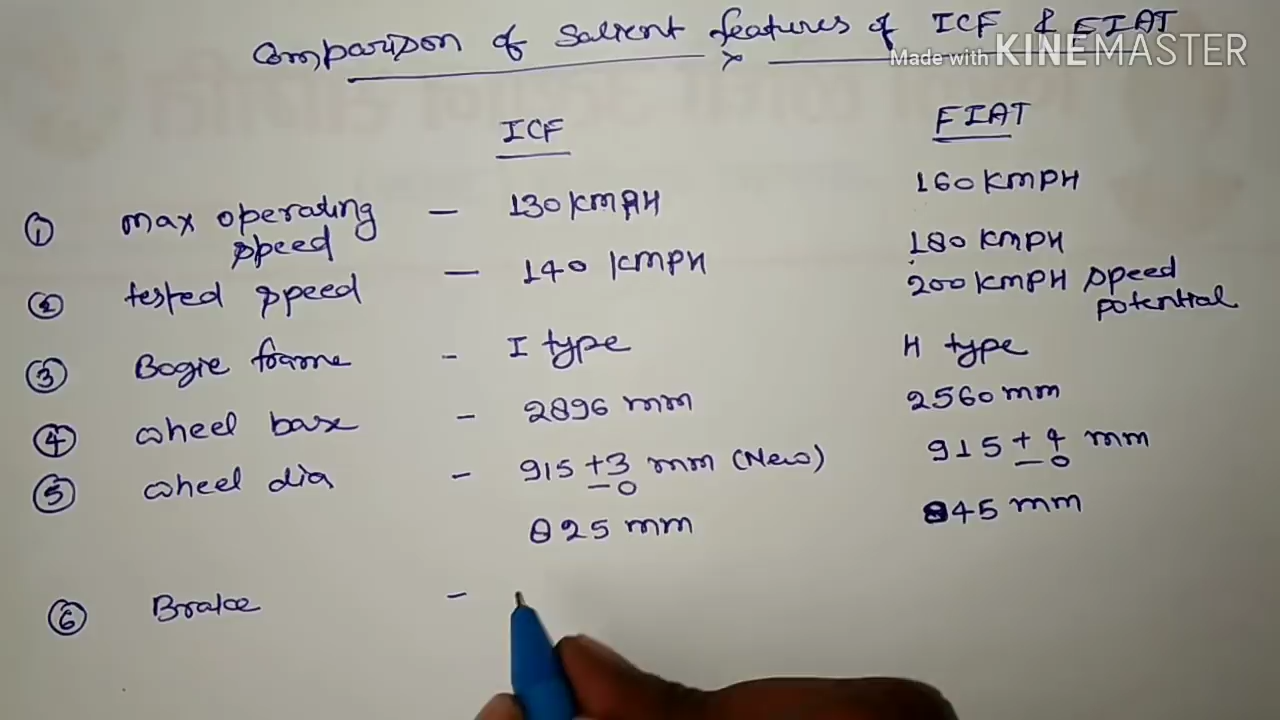 Comparison of Salient features of ICF & FIAT
Made with KINEMASTER
ICF FIAT
① max operating speed – 130 KMPH 160 KMPH
② tested speed – 140 KMPH 180 KMPH
200 KMPH speed potential
③ Bogie frame – I type H type
④ wheel base – 2896 mm 2560 mm
⑤ wheel dia – 915 +3 -0 mm (New) 915 +4 -0 mm
825 mm 845 mm
⑥ Brake –